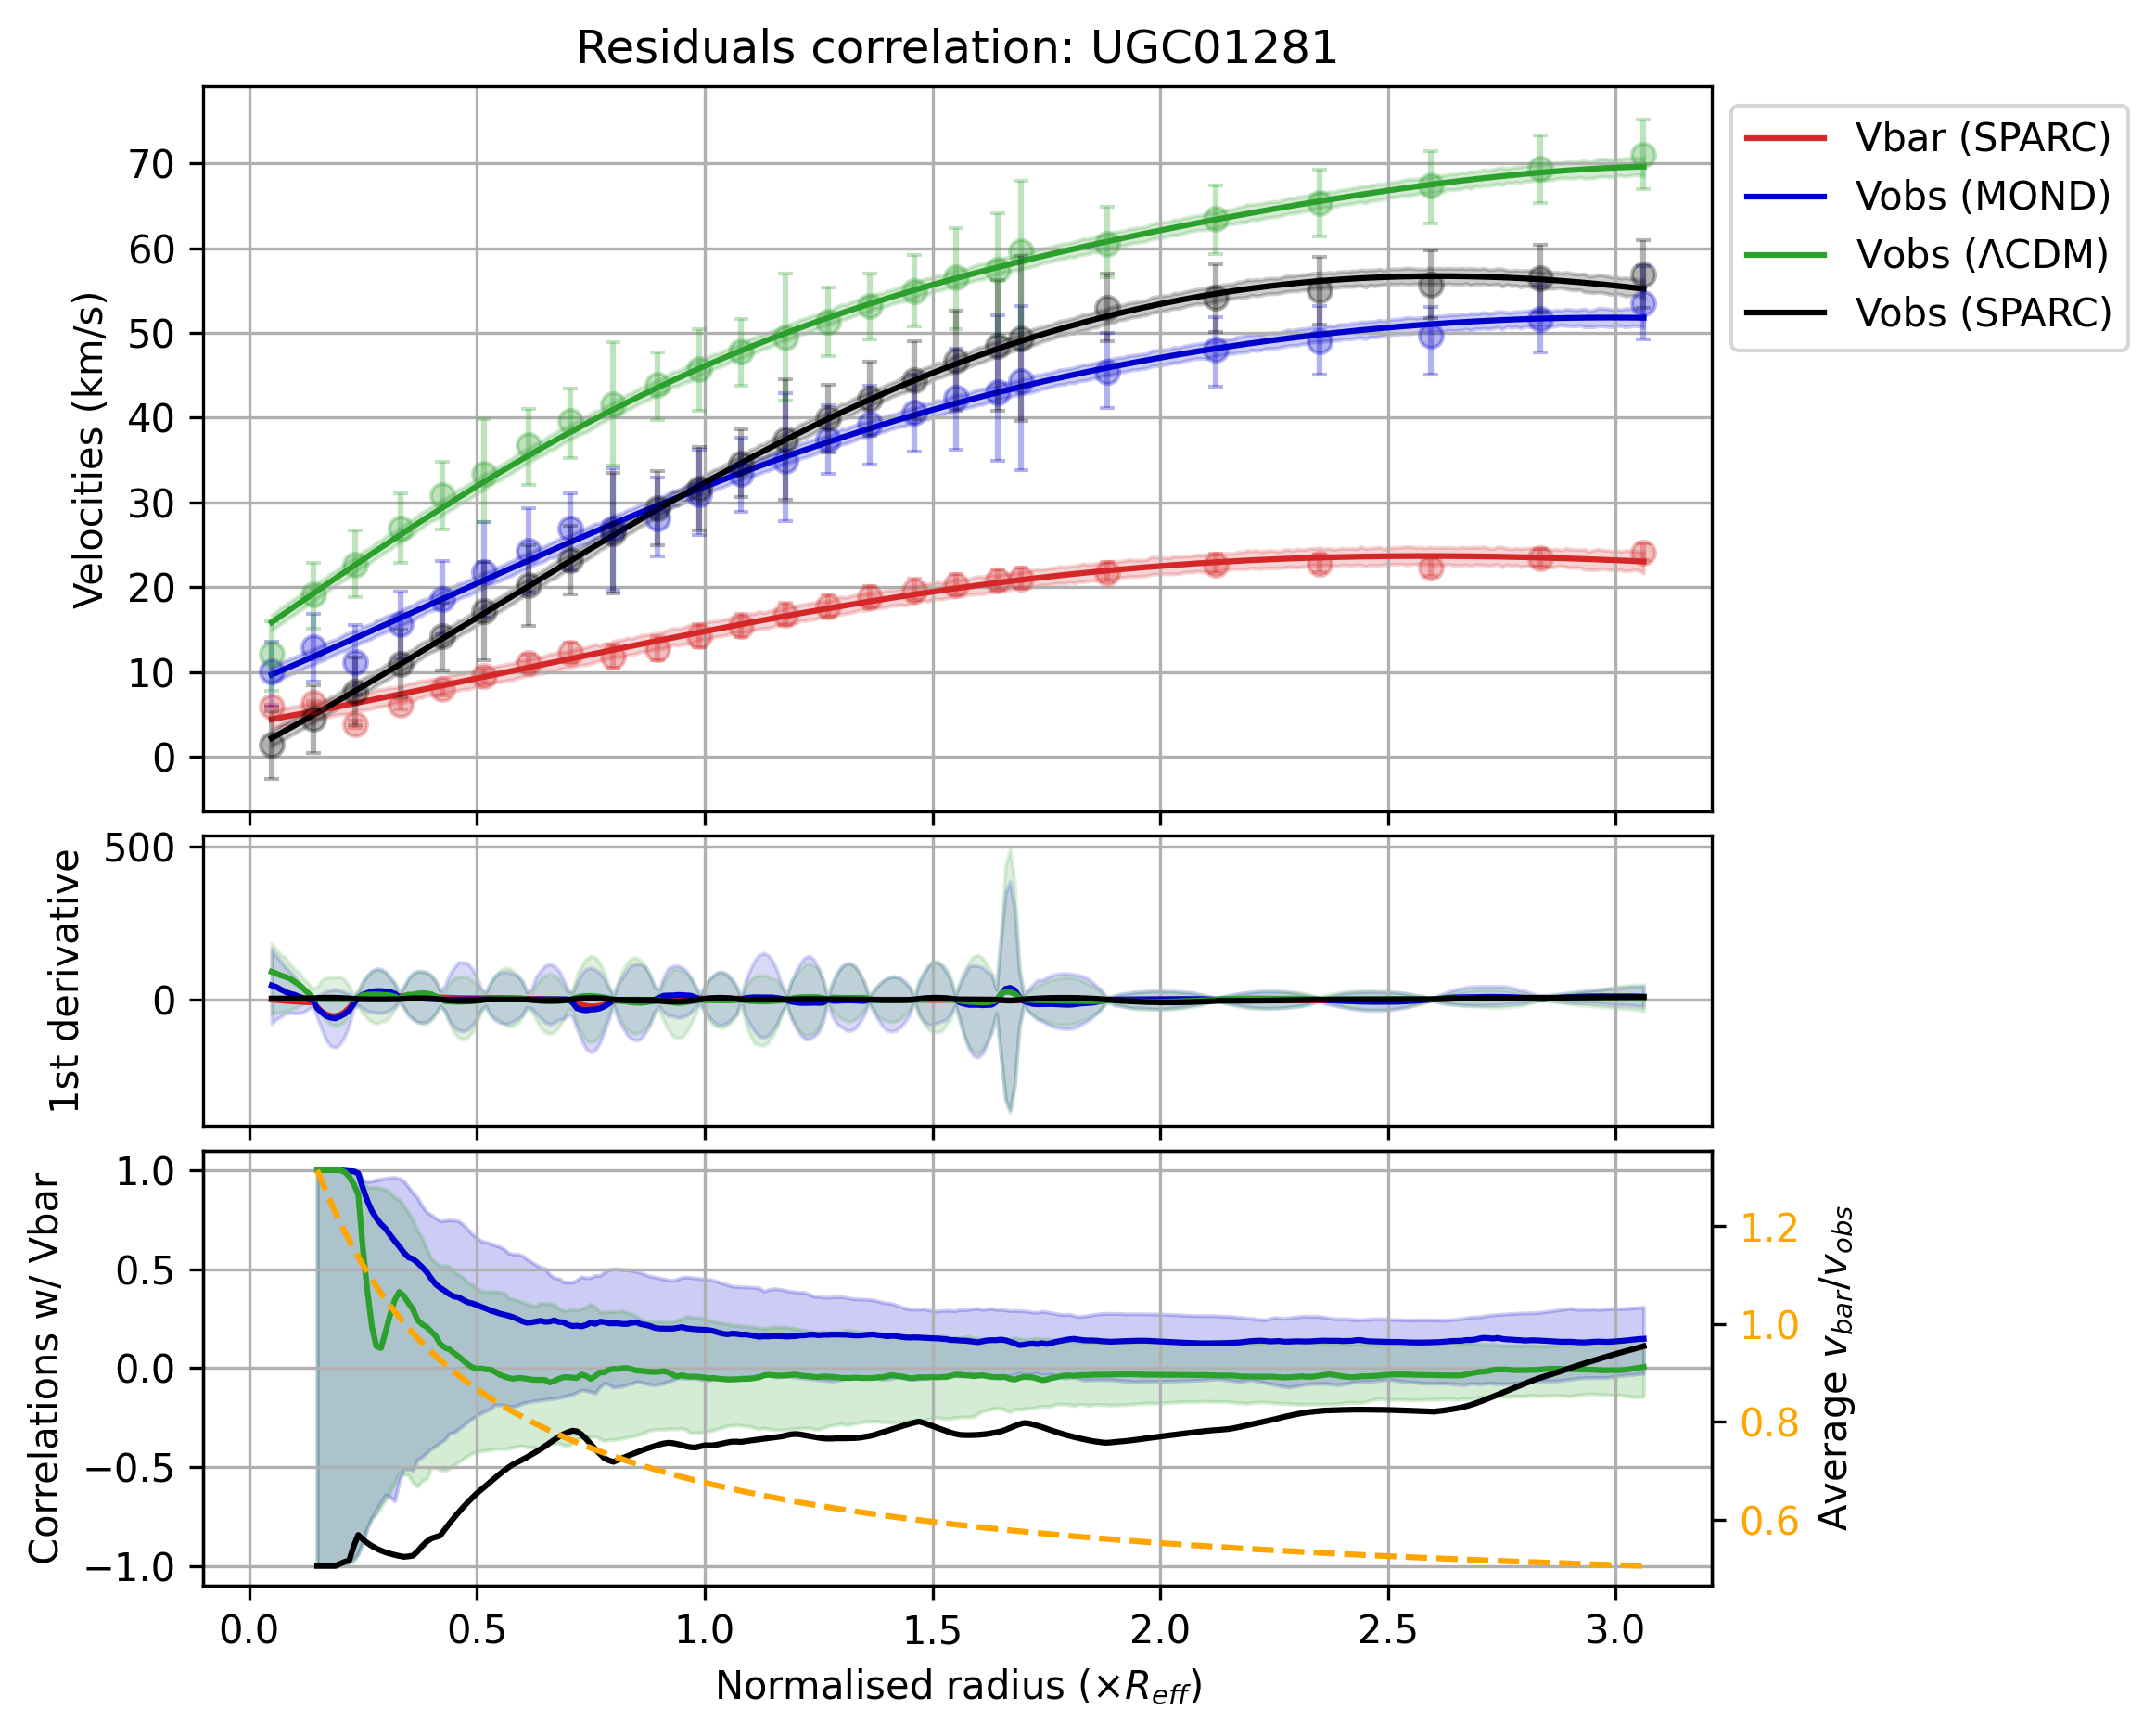 Residuals correlation: UGC01281
Velocities (km/s)
70
60
50
40
30
20
10
0
Vbar (SPARC)
Vobs (MOND)
Vobs (ΛCDM)
Vobs (SPARC)
1st derivative
500
0
Correlations w/ Vbar
1.0
0.5
0.0
−0.5
−1.0
1.2
1.0
0.8
0.6
Average v_bar/v_obs
0.0 0.5 1.0 1.5 2.0 2.5 3.0
Normalised radius (×R_eff)